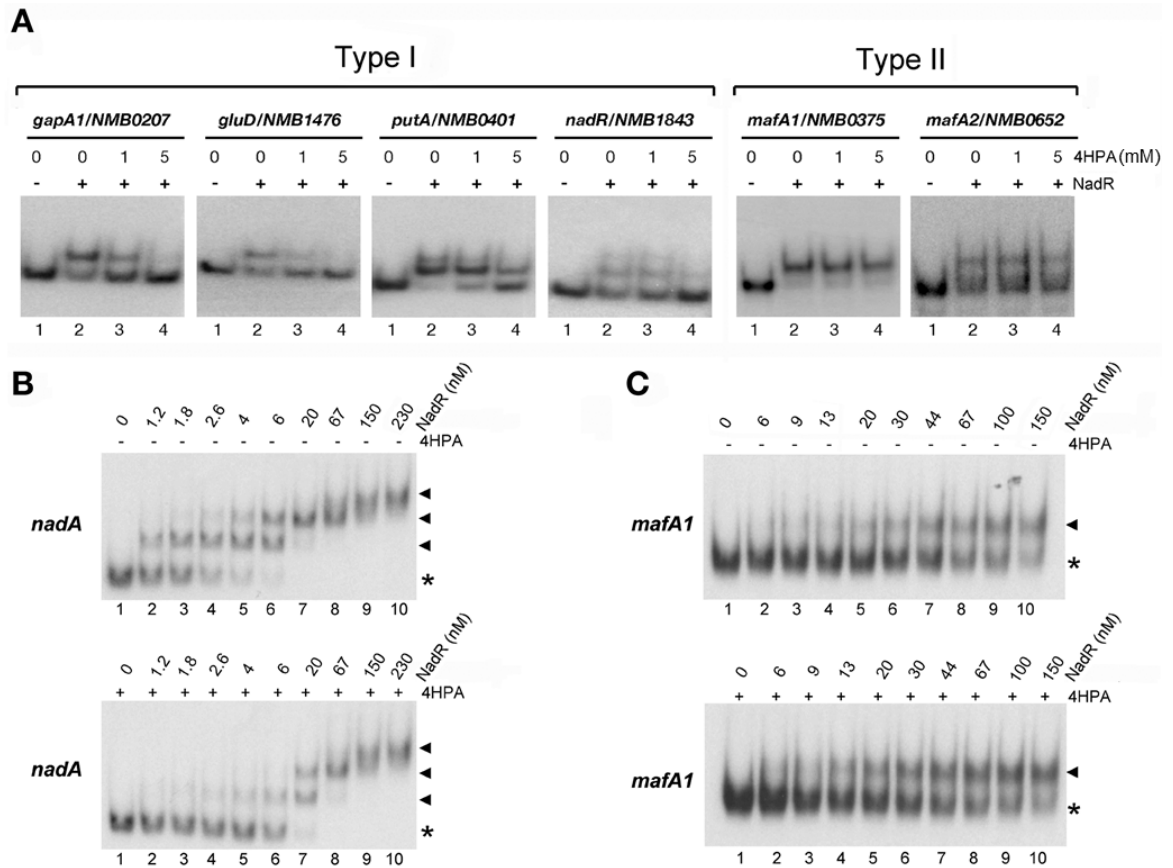 A
Type I
Type II
gapA1/NMB0207 gluD/NMB1476 putA/NMB0401 nadR/NMB1843 mafA1/NMB0375 mafA2/NMB0652
0 0 1 5 0 0 1 5 0 0 1 5 0 0 1 5 0 0 1 5 0 0 1 5 4HPA(mM)
- + + + - + + + - + + + - + + + - + + + - + + + NadR
1 2 3 4 1 2 3 4 1 2 3 4 1 2 3 4 1 2 3 4 1 2 3 4
B
0 1.2 1.8 2.6 4 6 20 67 150 230 NadR (nM)
- - - - - - - - - - 4HPA
nadA
*
1 2 3 4 5 6 7 8 9 10
0 1.2 1.8 2.6 4 6 20 67 150 230 NadR (nM)
+ + + + + + + + + + 4HPA
nadA
*
1 2 3 4 5 6 7 8 9 10
C
0 6 9 13 20 30 44 67 100 150 NadR (nM)
- - - - - - - - - - 4HPA
mafA1
*
1 2 3 4 5 6 7 8 9 10
0 6 9 13 20 30 44 67 100 150 NadR (nM)
+ + + + + + + + + + 4HPA
mafA1
*
1 2 3 4 5 6 7 8 9 10